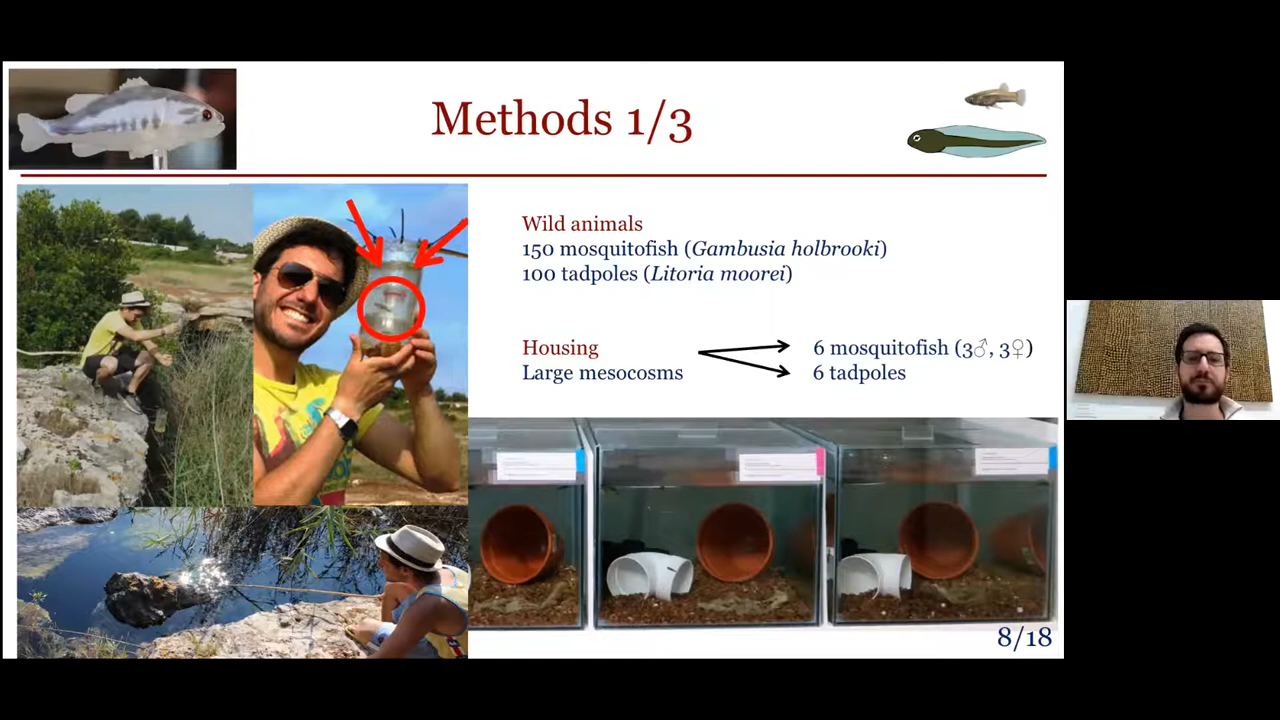 Methods 1/3
Wild animals
150 mosquitofish (Gambusia holbrooki)
100 tadpoles (Litoria moorei)
Housing
Large mesocosms
6 mosquitofish (3♂, 3♀)
6 tadpoles
8/18